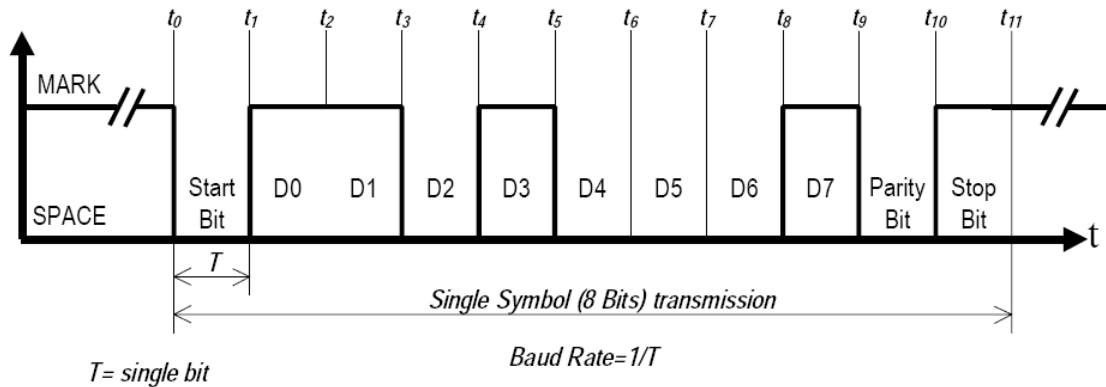 t0 t1 t2 t3 t4 t5 t6 t7 t8 t9 t10 t11
MARK
Start Bit
D0 D1 D2 D3 D4 D5 D6 D7
Parity Bit
Stop Bit
SPACE
t
T
Single Symbol (8 Bits) transmission
Baud Rate=1/T
T= single bit